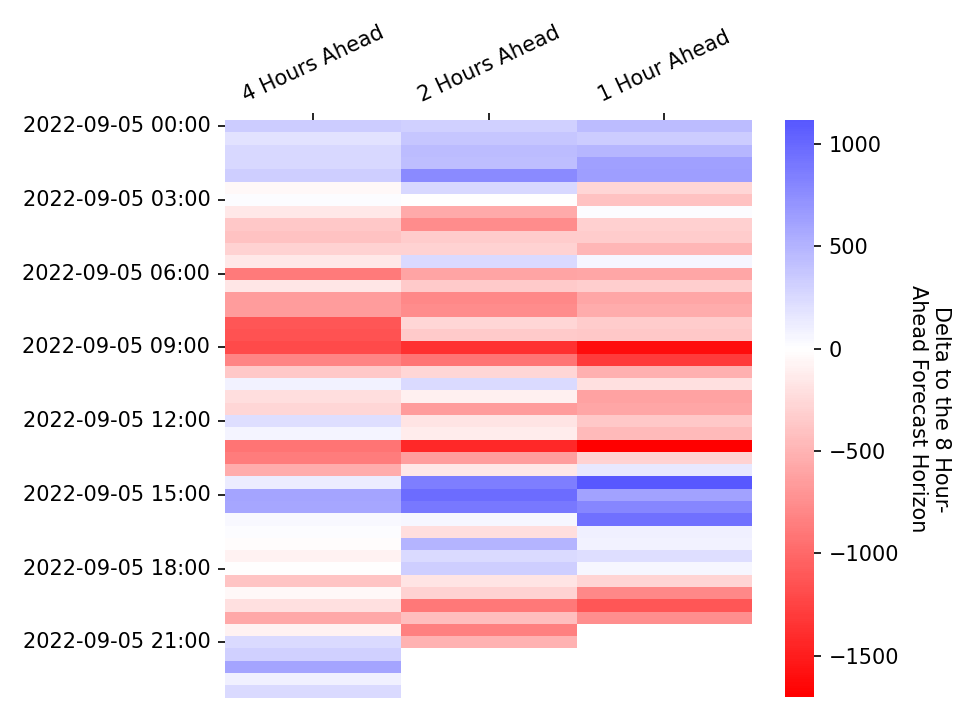 4 Hours Ahead
2 Hours Ahead
1 Hour Ahead
2022-09-05 00:00
2022-09-05 03:00
2022-09-05 06:00
2022-09-05 09:00
2022-09-05 12:00
2022-09-05 15:00
2022-09-05 18:00
2022-09-05 21:00
1000
500
0
−500
−1000
−1500
Delta to the 8 Hour-
Ahead Forecast Horizon